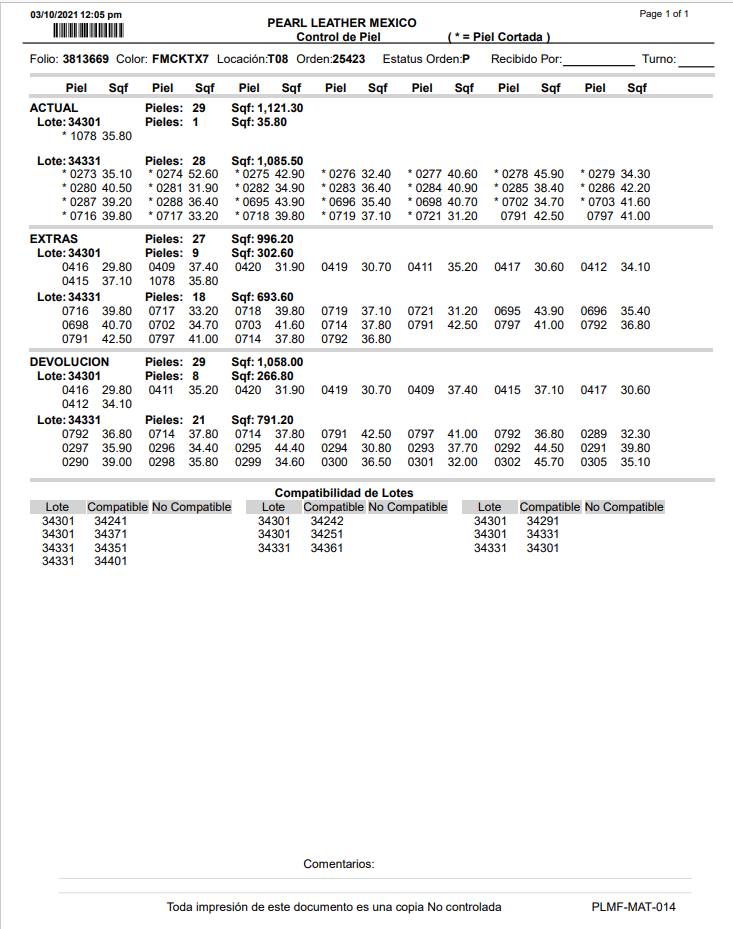 03/10/2021 12:05 pm
Page 1 of 1
PEARL LEATHER MEXICO
Control de Piel ( * = Piel Cortada )
Folio: 3813669 Color: FMCKTX7 Locación:T08 Orden:25423 Estatus Orden:P Recibido Por:__________ Turno:_____
Piel Sqf Piel Sqf Piel Sqf Piel Sqf Piel Sqf Piel Sqf Piel Sqf
ACTUAL Pieles: 29 Sqf: 1,121.30
Lote: 34301 Pieles: 1 Sqf: 35.80
* 1078 35.80
Lote: 34331 Pieles: 28 Sqf: 1,085.50
* 0273 35.10 * 0274 52.60 * 0275 42.90 * 0276 32.40 * 0277 40.60 * 0278 45.90 * 0279 34.30
* 0280 40.50 * 0281 31.90 * 0282 34.90 * 0283 36.40 * 0284 40.90 * 0285 38.40 * 0286 42.20
* 0287 39.20 * 0288 36.40 * 0695 43.90 * 0696 35.40 * 0698 40.70 * 0702 34.70 * 0703 41.60
* 0716 39.80 * 0717 33.20 * 0718 39.80 * 0719 37.10 * 0721 31.20 0791 42.50 0797 41.00
EXTRAS Pieles: 27 Sqf: 996.20
Lote: 34301 Pieles: 9 Sqf: 302.60
0416 29.80 0409 37.40 0420 31.90 0419 30.70 0411 35.20 0417 30.60 0412 34.10
0415 37.10 1078 35.80
Lote: 34331 Pieles: 18 Sqf: 693.60
0716 39.80 0717 33.20 0718 39.80 0719 37.10 0721 31.20 0695 43.90 0696 35.40
0698 40.70 0702 34.70 0703 41.60 0714 37.80 0791 42.50 0797 41.00 0792 36.80
0791 42.50 0797 41.00 0714 37.80 0792 36.80
DEVOLUCION Pieles: 29 Sqf: 1,058.00
Lote: 34301 Pieles: 8 Sqf: 266.80
0416 29.80 0411 35.20 0420 31.90 0419 30.70 0409 37.40 0415 37.10 0417 30.60
0412 34.10
Lote: 34331 Pieles: 21 Sqf: 791.20
0792 36.80 0714 37.80 0714 37.80 0791 42.50 0797 41.00 0792 36.80 0289 32.30
0297 35.90 0296 34.40 0295 44.40 0294 30.80 0293 37.70 0292 44.50 0291 39.80
0290 39.00 0298 35.80 0299 34.60 0300 36.50 0301 32.00 0302 45.70 0305 35.10
Compatibilidad de Lotes
Lote Compatible No Compatible Lote Compatible No Compatible Lote Compatible No Compatible
34301 34241 34301 34242 34301 34291
34301 34371 34301 34251 34301 34331
34331 34351 34331 34361 34331 34301
34331 34401
Comentarios:
Toda impresión de este documento es una copia No controlada PLMF-MAT-014